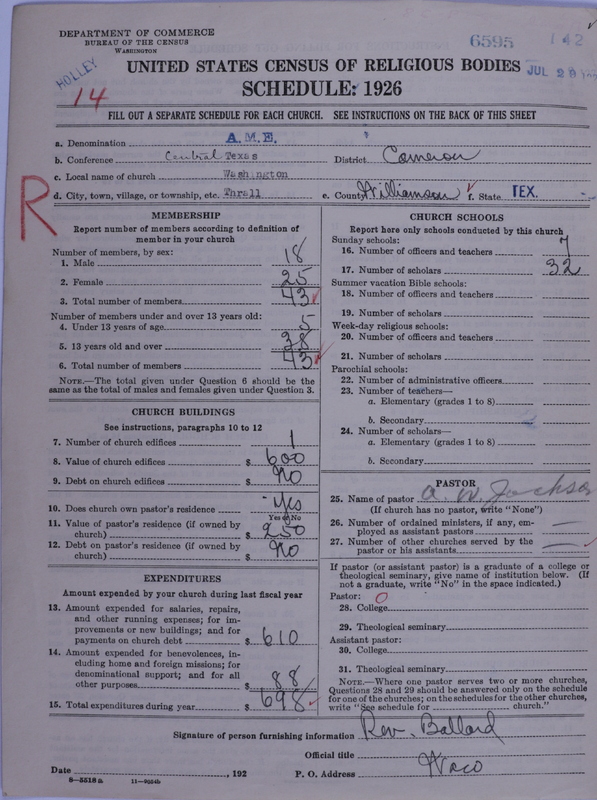 DEPARTMENT OF COMMERCE
BUREAU OF THE CENSUS
WASHINGTON
6595
142
HOLLEY
14
UNITED STATES CENSUS OF RELIGIOUS BODIES
JUL 28
SCHEDULE: 1926
FILL OUT A SEPARATE SCHEDULE FOR EACH CHURCH. SEE INSTRUCTIONS ON THE BACK OF THIS SHEET
a. Denomination A.M.E.
b. Conference Central Texas District Cameron
c. Local name of church Washington
d. City, town, village, or township, etc. Thrall e. County Williamson f. State TEX.
R
MEMBERSHIP
Report number of members according to definition of
member in your church
Number of members, by sex:
1. Male 18
2. Female 25
3. Total number of members 43
Number of members under and over 13 years old:
4. Under 13 years of age 5
5. 13 years old and over 38
6. Total number of members 43
NOTE.—The total given under Question 6 should be the
same as the total of males and females given under Question 3.
CHURCH BUILDINGS
See instructions, paragraphs 10 to 12
7. Number of church edifices 1
8. Value of church edifices $ 600
9. Debt on church edifices $ No
10. Does church own pastor's residence Yes
Yes or No
11. Value of pastor's residence (if owned by
church) $ 250
12. Debt on pastor's residence (if owned by
church) $ No
EXPENDITURES
Amount expended by your church during last fiscal year
13. Amount expended for salaries, repairs,
and other running expenses; for im-
provements or new buildings; and for
payments on church debt $ 610
14. Amount expended for benevolences, in-
cluding home and foreign missions; for
denominational support; and for all
other purposes $ 88
15. Total expenditures during year $ 698
CHURCH SCHOOLS
Report here only schools conducted by this church
Sunday schools:
16. Number of officers and teachers 7
17. Number of scholars 32
Summer vacation Bible schools:
18. Number of officers and teachers
19. Number of scholars
Week-day religious schools:
20. Number of officers and teachers
21. Number of scholars
Parochial schools:
22. Number of administrative officers
23. Number of teachers—
a. Elementary (grades 1 to 8)
b. Secondary
24. Number of scholars—
a. Elementary (grades 1 to 8)
b. Secondary
PASTOR
25. Name of pastor A. W. Jackson
(If church has no pastor, write "None")
26. Number of ordained ministers, if any, em-
ployed as assistant pastors —
27. Number of other churches served by the
pastor or his assistants —
If pastor (or assistant pastor) is a graduate of a college or
theological seminary, give name of institution below. (If
not a graduate, write "No" in the space indicated.)
Pastor: O
28. College
29. Theological seminary
Assistant pastor:
30. College
31. Theological seminary
NOTE.—Where one pastor serves two or more churches,
Questions 28 and 29 should be answered only on the schedule
for one of the churches; on the schedules for the other churches,
write "See schedule for church."
Signature of person furnishing information Rev. Ballard
Official title
Date , 192 P. O. Address Waco
8—5518a 11—9554b